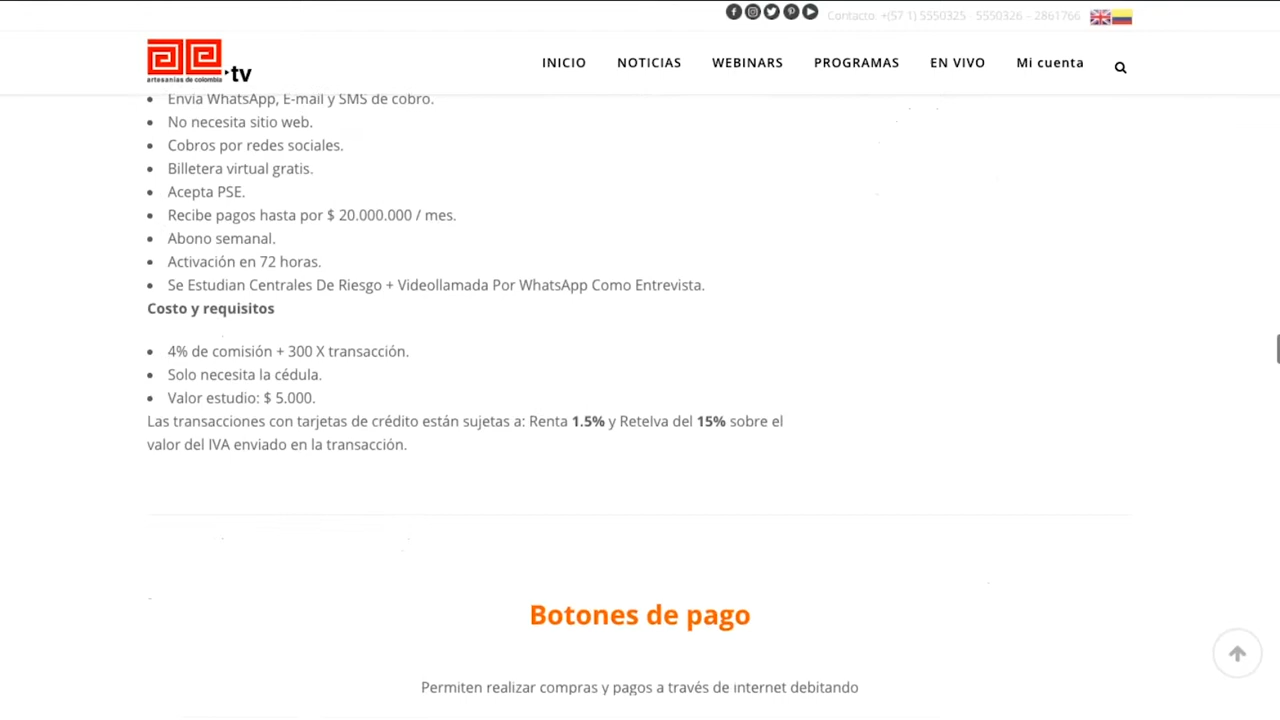 Contacto: +(57 1) 5550325 5550326 – 2861766
artesanías de colombia
tv
INICIO NOTICIAS WEBINARS PROGRAMAS EN VIVO Mi cuenta
Envia WhatsApp, E-mail y SMS de cobro.
No necesita sitio web.
Cobros por redes sociales.
Billetera virtual gratis.
Acepta PSE.
Recibe pagos hasta por $ 20.000.000 / mes.
Abono semanal.
Activación en 72 horas.
Se Estudian Centrales De Riesgo + Videollamada Por WhatsApp Como Entrevista.
Costo y requisitos
4% de comisión + 300 X transacción.
Solo necesita la cédula.
Valor estudio: $ 5.000.
Las transacciones con tarjetas de crédito están sujetas a: Renta 1.5% y ReteIva del 15% sobre el
valor del IVA enviado en la transacción.
Botones de pago
Permiten realizar compras y pagos a través de internet debitando